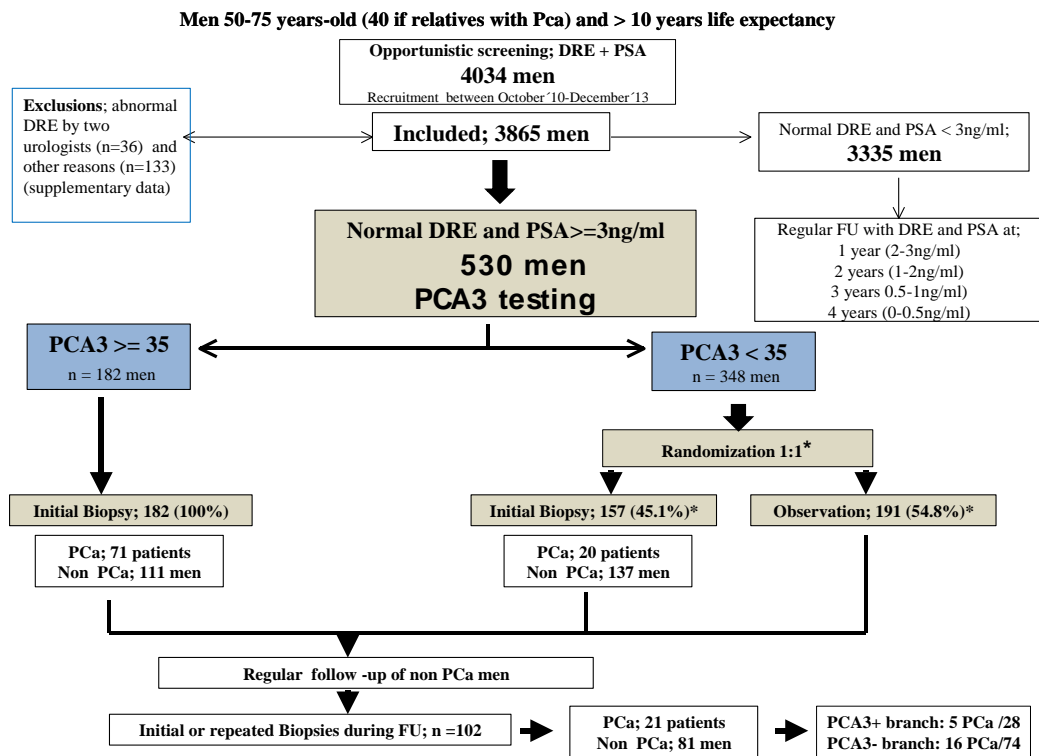 Men 50-75 years-old (40 if relatives with Pca) and > 10 years life expectancy
Opportunistic screening; DRE + PSA
4034 men
Recruitment between October´10-December´13
Exclusions; abnormal
DRE by two
urologists (n=36) and
other reasons (n=133)
(supplementary data)
Included; 3865 men
Normal DRE and PSA < 3ng/ml;
3335 men
Regular FU with DRE and PSA at;
1 year (2-3ng/ml)
2 years (1-2ng/ml)
3 years 0.5-1ng/ml)
4 years (0-0.5ng/ml)
Normal DRE and PSA>=3ng/ml
530 men
PCA3 testing
PCA3 >= 35
n = 182 men
PCA3 < 35
n = 348 men
Randomization 1:1*
Initial Biopsy; 182 (100%)
Initial Biopsy; 157 (45.1%)*
Observation; 191 (54.8%)*
PCa; 71 patients
Non PCa; 111 men
PCa; 20 patients
Non PCa; 137 men
Regular follow -up of non PCa men
Initial or repeated Biopsies during FU; n =102
PCa; 21 patients
Non PCa; 81 men
PCA3+ branch: 5 PCa /28
PCA3- branch: 16 PCa/74